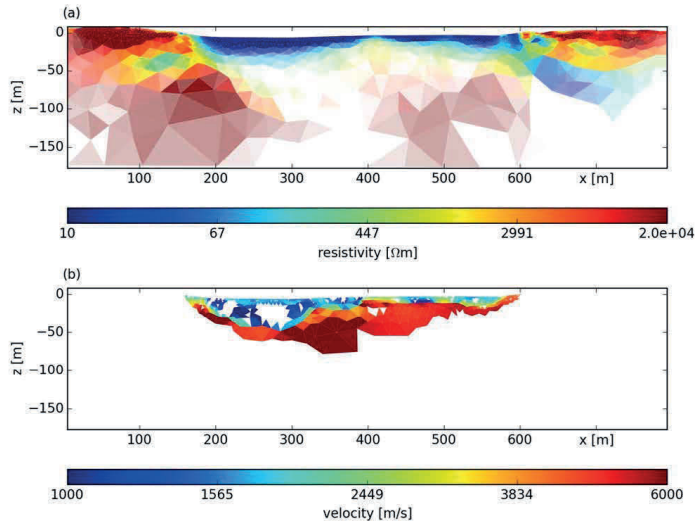 (a)
0
−50
−100
−150
z [m]
100 200 300 400 500 600 x [m]
10 67 447 2991 2.0e+04
resistivity [Ωm]
(b)
0
−50
−100
−150
z [m]
100 200 300 400 500 600 x [m]
1000 1565 2449 3834 6000
velocity [m/s]